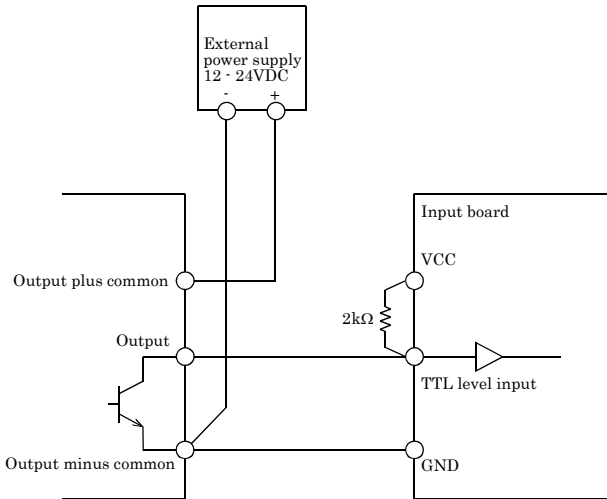 External
power supply
12 - 24VDC
- +
Input board
VCC
Output plus common
2kΩ
Output
TTL level input
Output minus common
GND